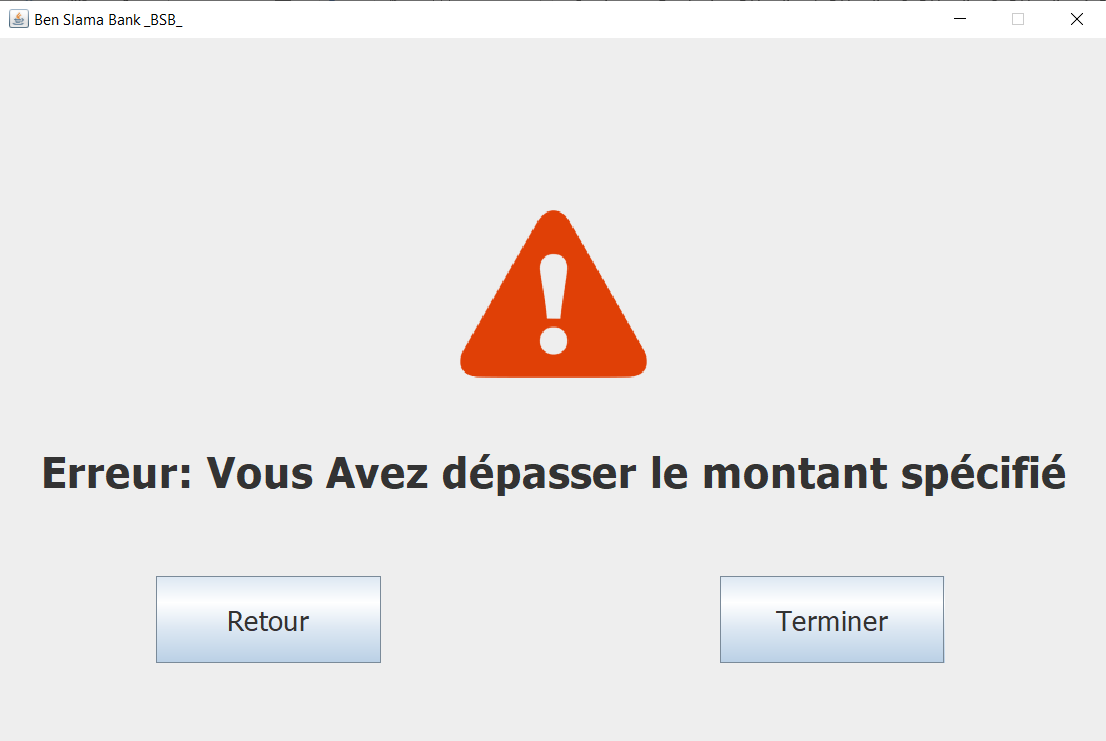 Ben Slama Bank _BSB_
Erreur: Vous Avez dépasser le montant spécifié
Retour
Terminer